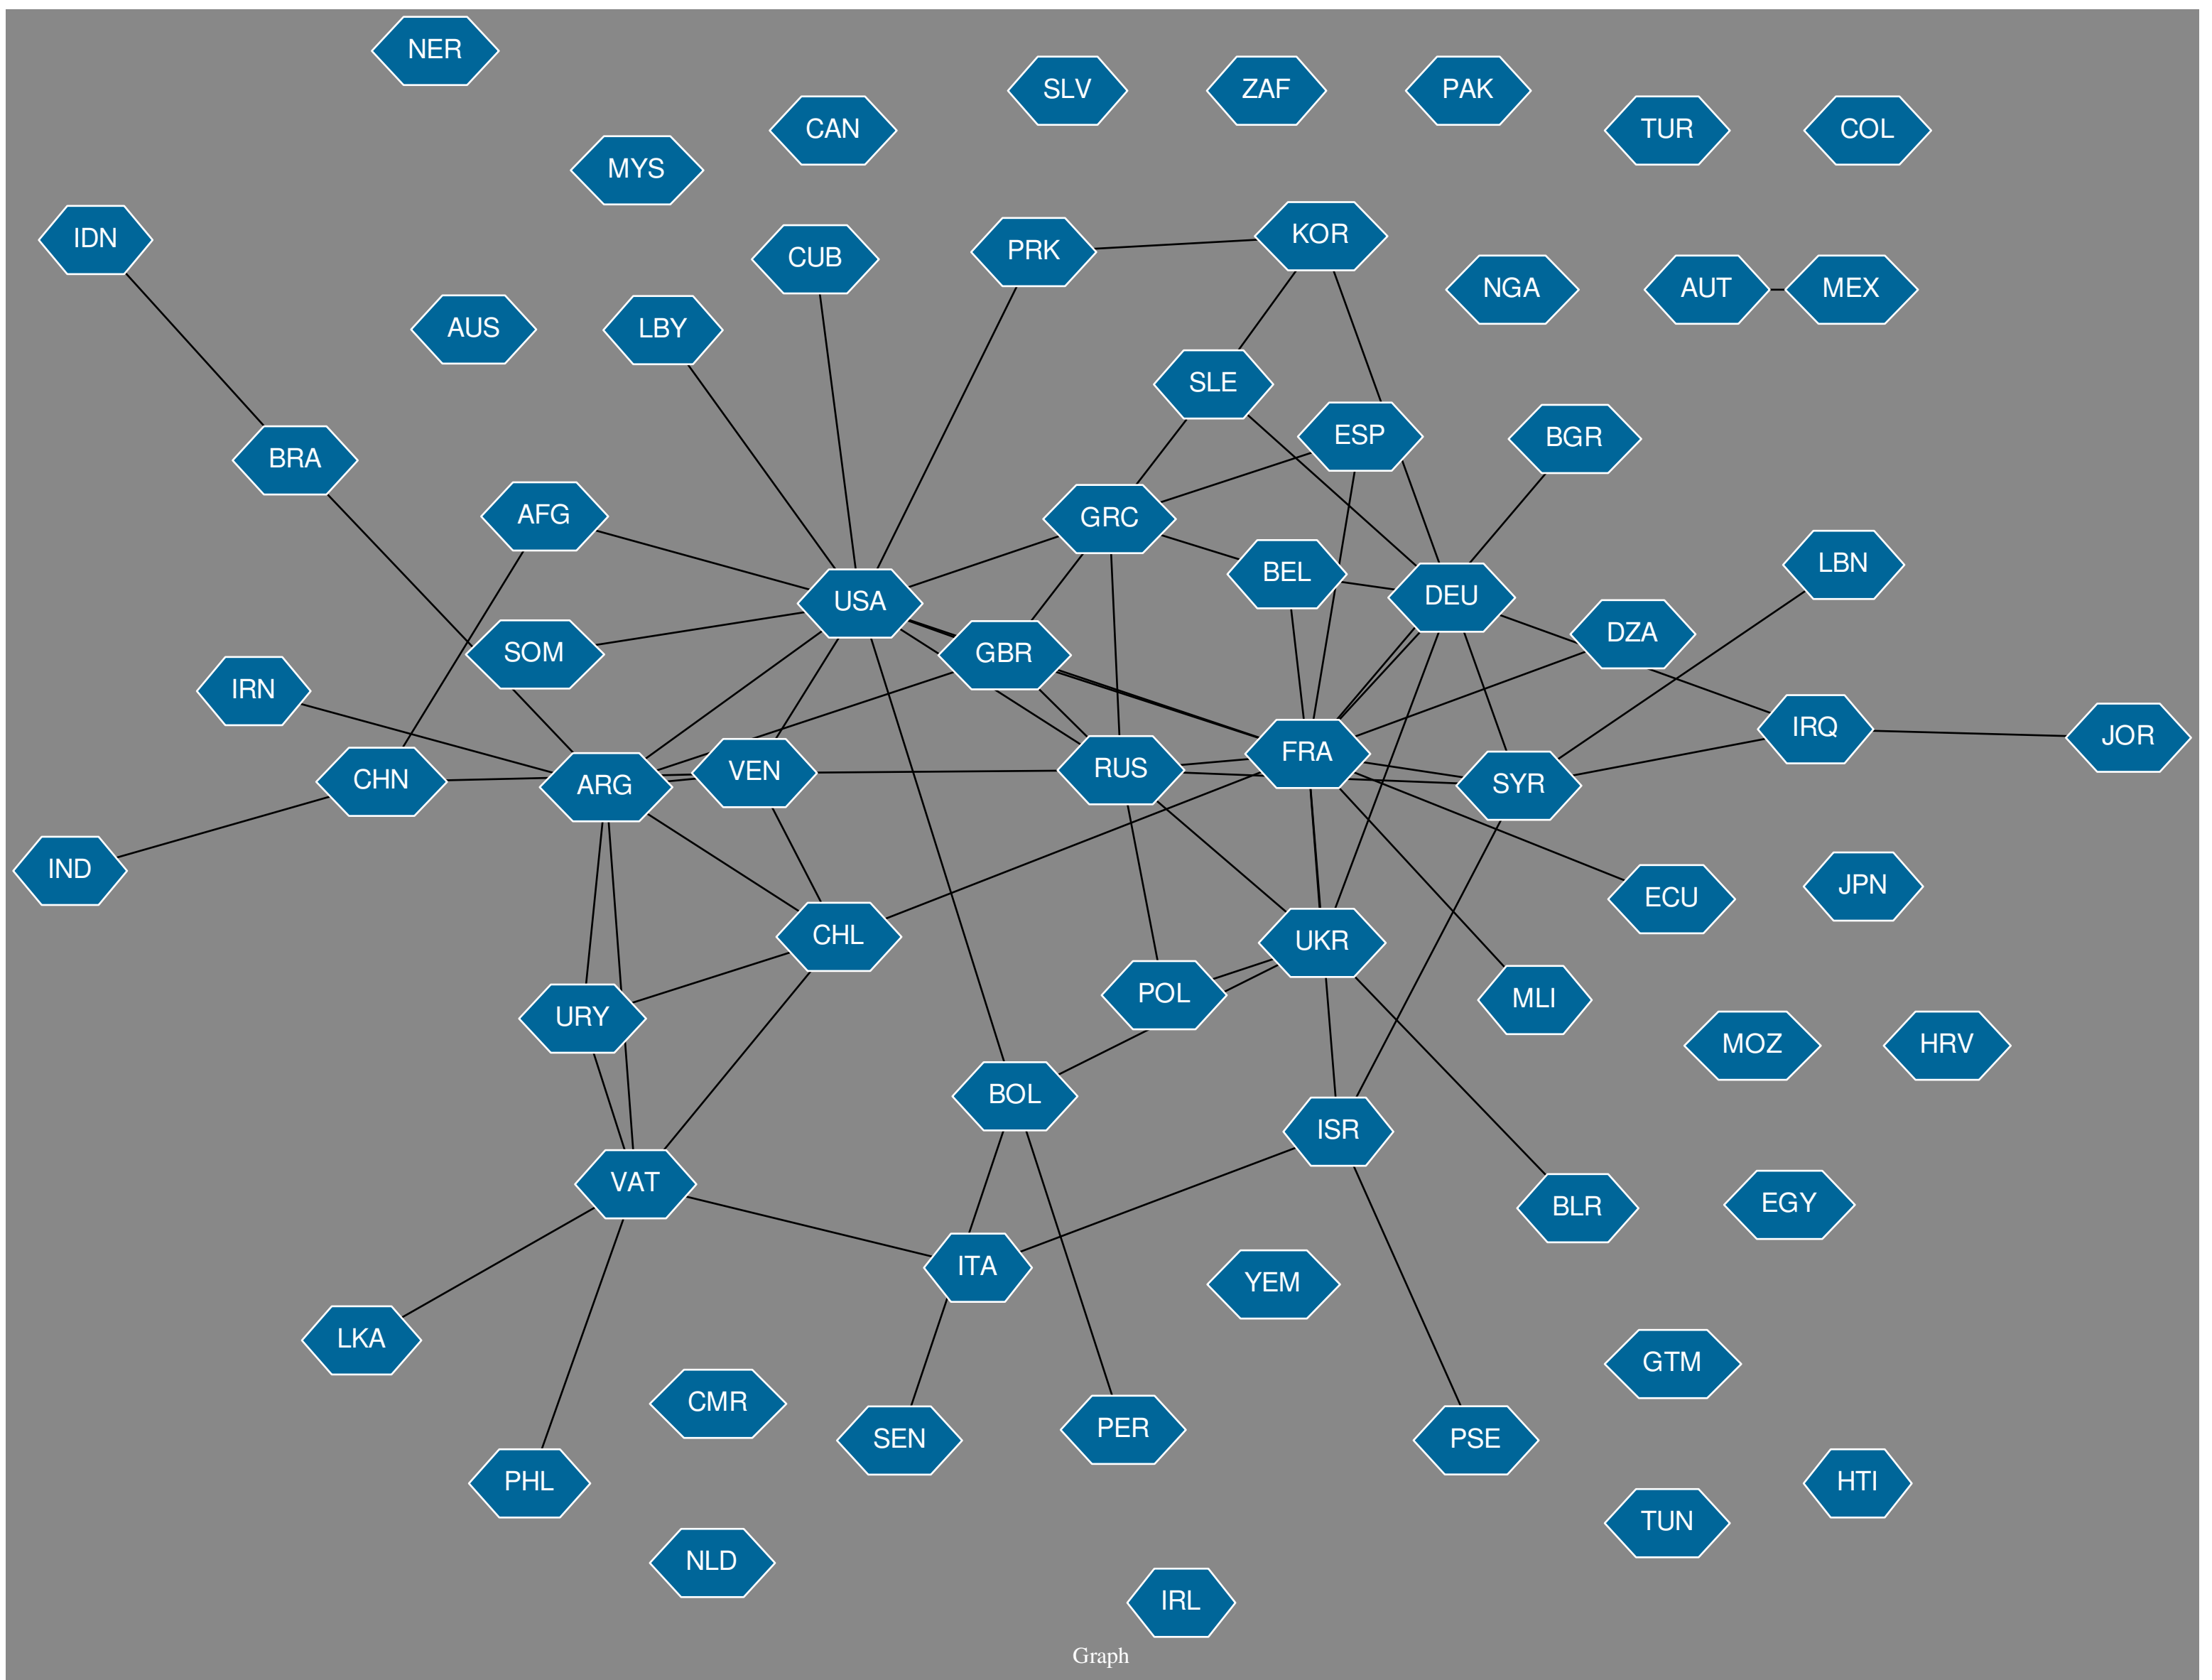 NER
SLV
ZAF
PAK
CAN
TUR
COL
MYS
IDN
CUB
PRK
KOR
NGA
AUT
MEX
AUS
LBY
SLE
ESP
BGR
BRA
AFG
GRC
BEL
LBN
USA
DEU
DZA
SOM
GBR
IRN
IRQ
JOR
CHN
ARG
VEN
RUS
FRA
SYR
IND
ECU
JPN
CHL
UKR
POL
MLI
URY
MOZ
HRV
BOL
ISR
VAT
BLR
EGY
ITA
YEM
LKA
GTM
CMR
SEN
PER
PSE
PHL
HTI
TUN
NLD
IRL
Graph